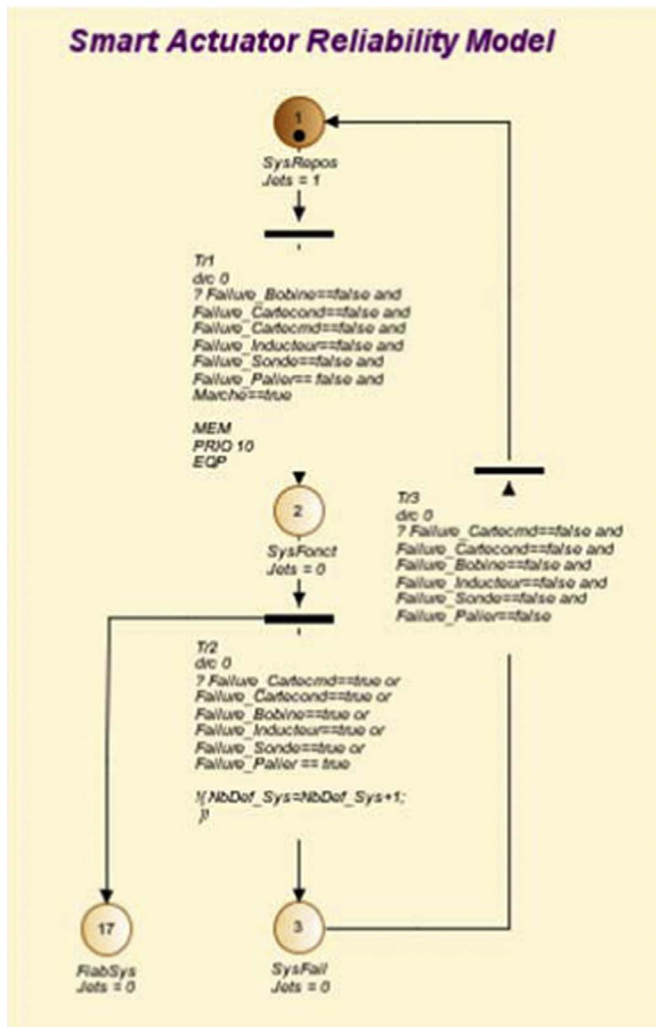 Smart Actuator Reliability Model
1
SysRepos
Jets = 1
Tr1
drc 0
? Failure_Bobine==false and
Failure_Cartecond==false and
Failure_Cartecmd==false and
Failure_Inducteur==false and
Failure_Sonde==false and
Failure_Palier== false and
Marche==true
MEM
PRIO 10
EQP
2
SysFonct
Jets = 0
Tr3
drc 0
? Failure_Cartecmd==false and
Failure_Cartecond==false and
Failure_Bobine==false and
Failure_Inducteur==false and
Failure_Sonde==false and
Failure_Palier==false
Tr2
drc 0
? Failure_Cartecmd==true or
Failure_Cartecond==true or
Failure_Bobine==true or
Failure_Inducteur==true or
Failure_Sonde==true or
Failure_Palier == true
!{ NbDef_Sys=NbDef_Sys+1;
}!
17
FiabSys
Jets = 0
3
SysFail
Jets = 0